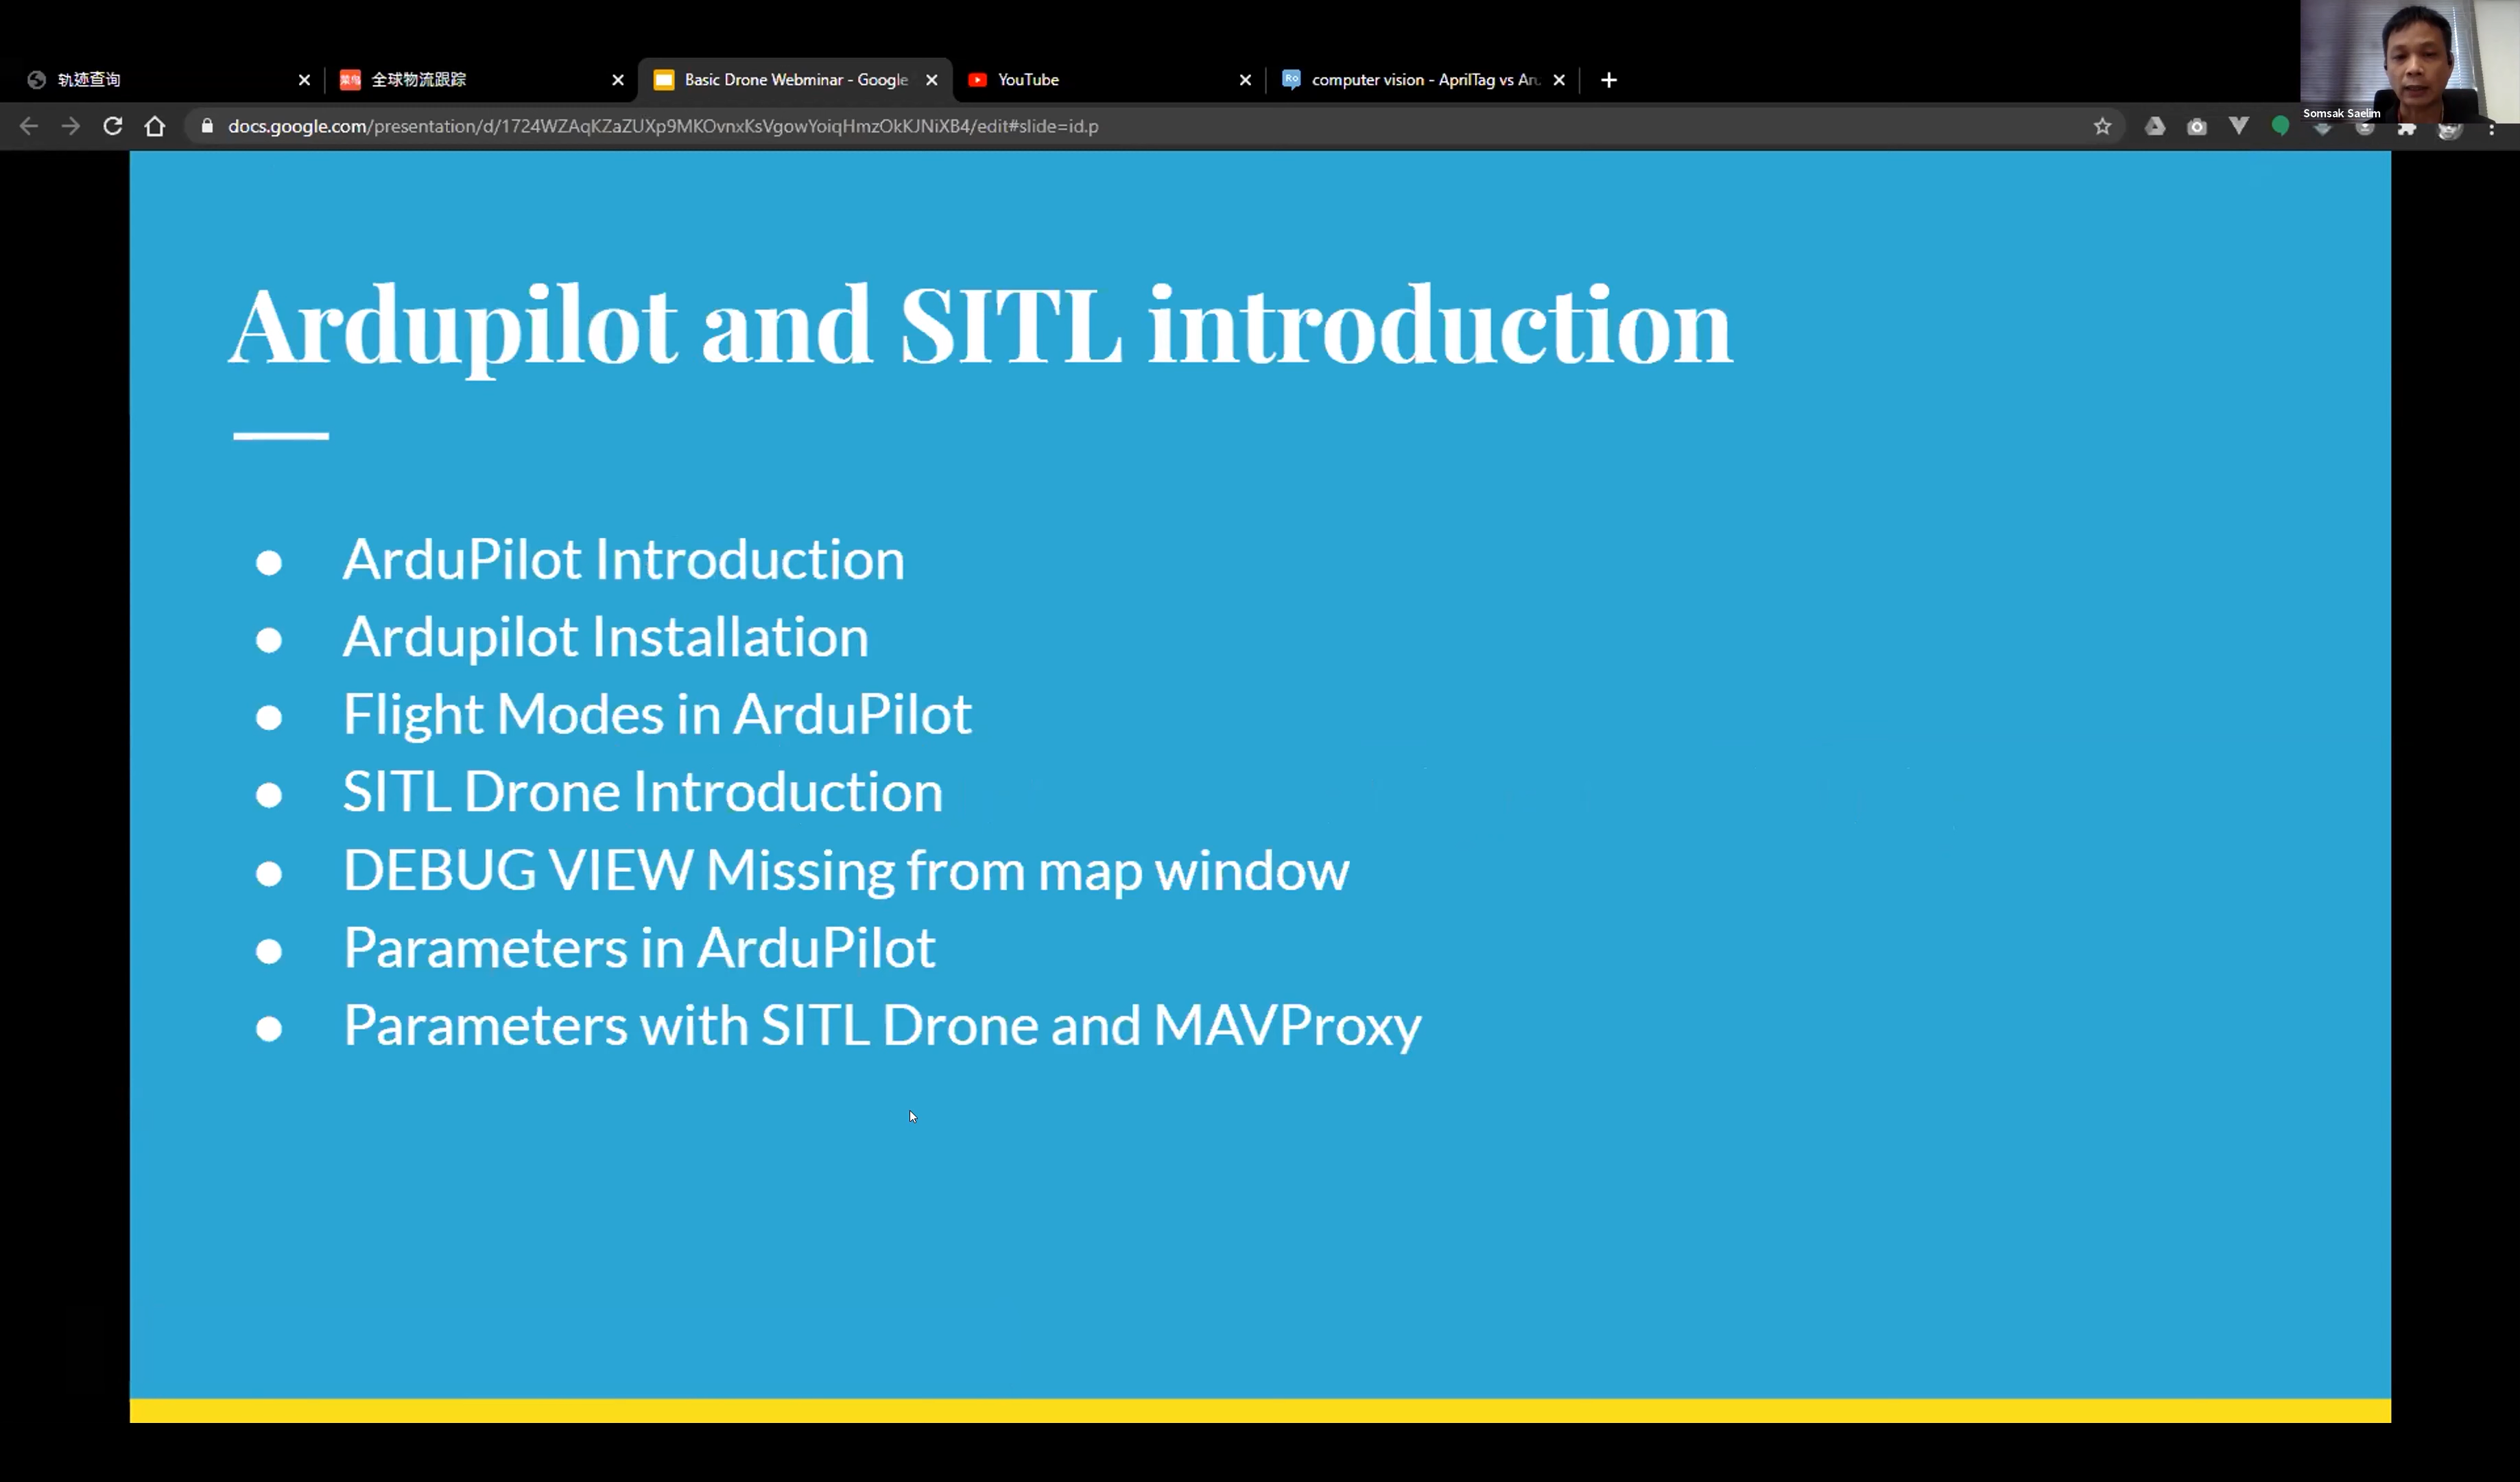 轨迹查询
全球物流跟踪
Basic Drone Webminar - Google
YouTube
computer vision - AprilTag vs Aru
Somsak Saelim
docs.google.com/presentation/d/1724WZAqKZaZUXp9MKOvnxKsVgowYoiqHmzOkKJNiXB4/edit#slide=id.p
Ardupilot and SITL introduction
ArduPilot Introduction
Ardupilot Installation
Flight Modes in ArduPilot
SITL Drone Introduction
DEBUG VIEW Missing from map window
Parameters in ArduPilot
Parameters with SITL Drone and MAVProxy